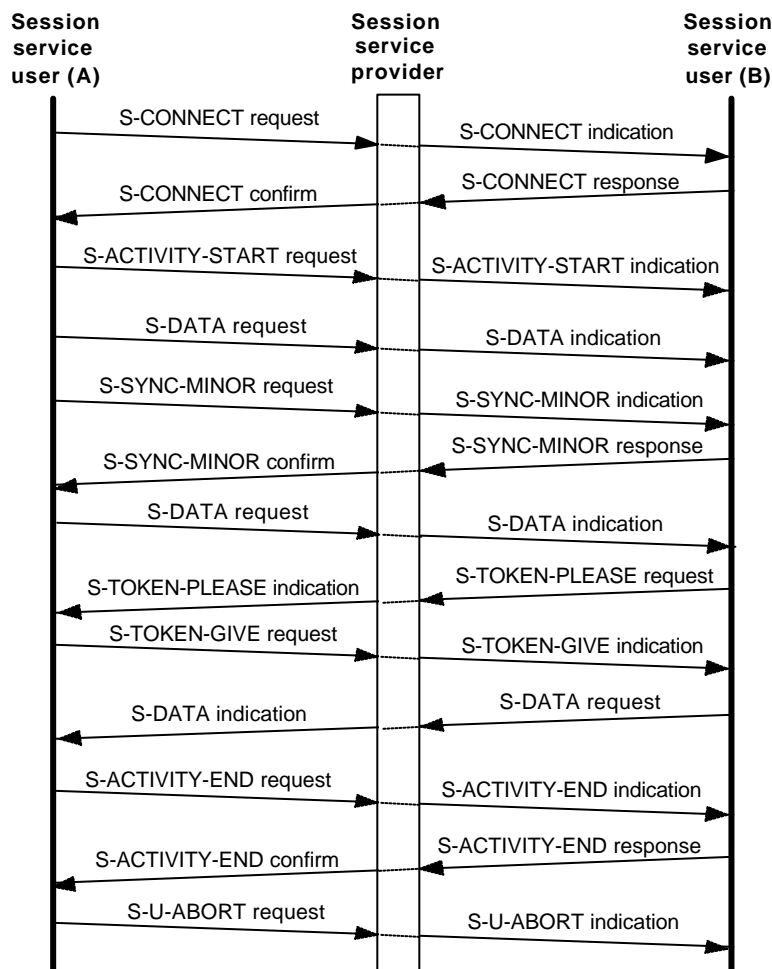 Session
service
user (A)
Session
service
provider
Session
service
user (B)
S-CONNECT request
S-CONNECT indication
S-CONNECT response
S-CONNECT confirm
S-ACTIVITY-START request
S-ACTIVITY-START indication
S-DATA request
S-DATA indication
S-SYNC-MINOR request
S-SYNC-MINOR indication
S-SYNC-MINOR response
S-SYNC-MINOR confirm
S-DATA request
S-DATA indication
S-TOKEN-PLEASE request
S-TOKEN-PLEASE indication
S-TOKEN-GIVE request
S-TOKEN-GIVE indication
S-DATA request
S-DATA indication
S-ACTIVITY-END request
S-ACTIVITY-END indication
S-ACTIVITY-END response
S-ACTIVITY-END confirm
S-U-ABORT request
S-U-ABORT indication